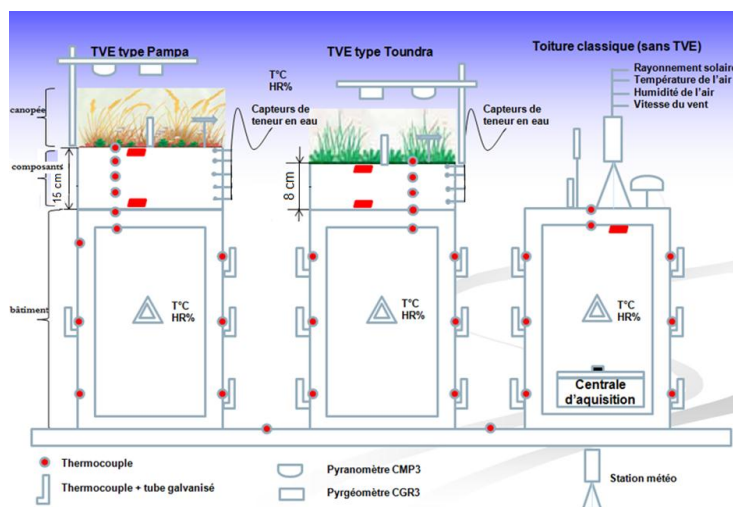 TVE type Pampa
TVE type Toundra
Toiture classique (sans TVE)
T°C
HR%
Rayonnement solaire
Température de l'air
Humidité de l'air
Vitesse du vent
canopée
Capteurs de
teneur en eau
Capteurs de
teneur en eau
composants
15 cm
8 cm
bâtiment
T°C
HR%
T°C
HR%
T°C
HR%
Centrale
d'aquisition
Thermocouple
Thermocouple + tube galvanisé
Pyranomètre CMP3
Pyrgéomètre CGR3
Station météo